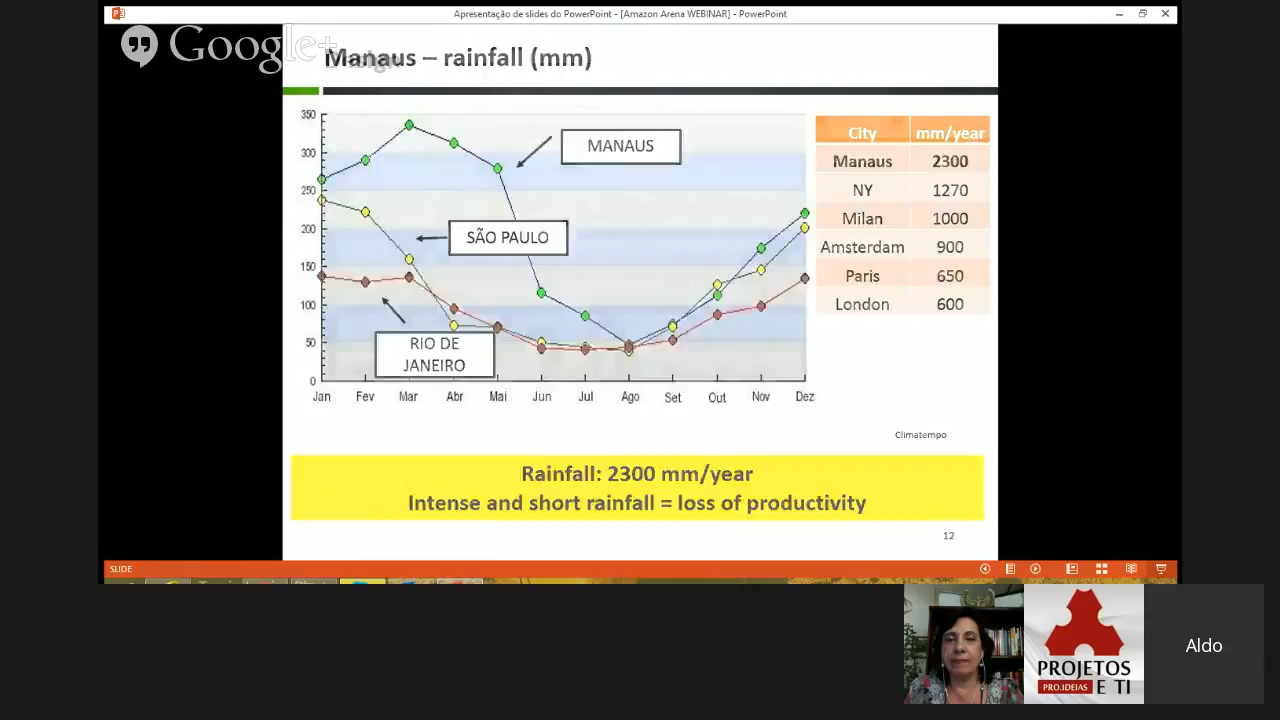 Apresentação de slides do PowerPoint - [Amazon Arena WEBINAR] - PowerPoint
Google+
Manaus – rainfall (mm)
350
300
250
200
150
100
50
0
MANAUS
SÃO PAULO
RIO DE
JANEIRO
Jan Fev Mar Abr Mai Jun Jul Ago Set Out Nov Dez
City mm/year
Manaus 2300
NY 1270
Milan 1000
Amsterdam 900
Paris 650
London 600
Climatempo
Rainfall: 2300 mm/year
Intense and short rainfall = loss of productivity
12
SLIDE
PROJETOS
PRO.IDEIAS E TI
Aldo